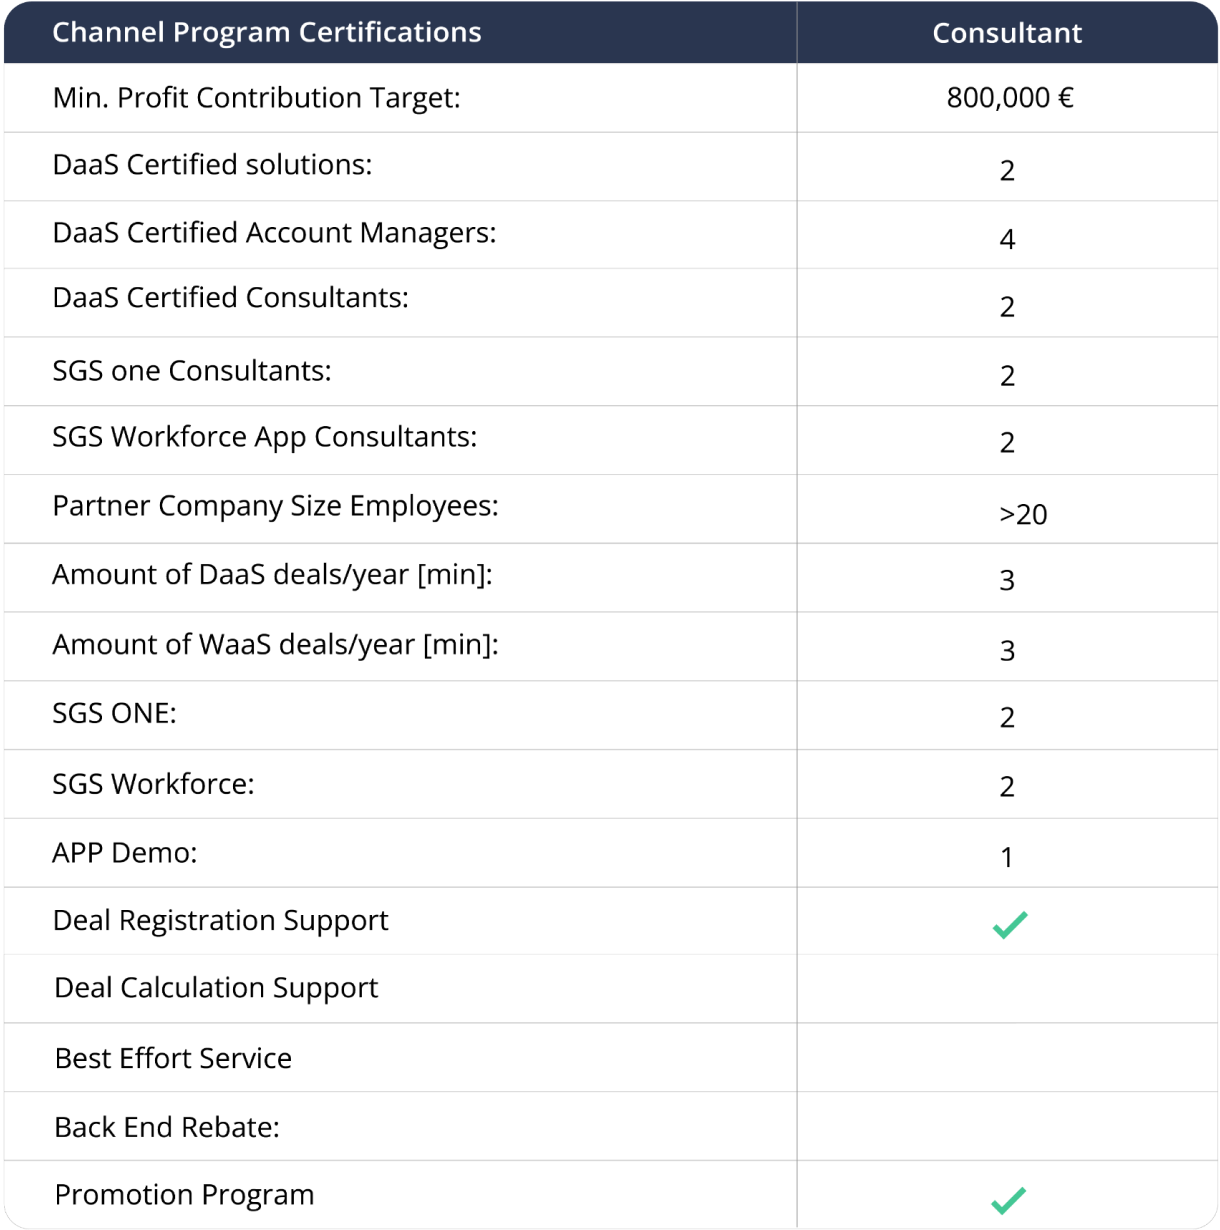 Channel Program Certifications Consultant
Min. Profit Contribution Target: 800,000 €
DaaS Certified solutions: 2
DaaS Certified Account Managers: 4
DaaS Certified Consultants: 2
SGS one Consultants: 2
SGS Workforce App Consultants: 2
Partner Company Size Employees: >20
Amount of DaaS deals/year [min]: 3
Amount of WaaS deals/year [min]: 3
SGS ONE: 2
SGS Workforce: 2
APP Demo: 1
Deal Registration Support
Deal Calculation Support
Best Effort Service
Back End Rebate:
Promotion Program